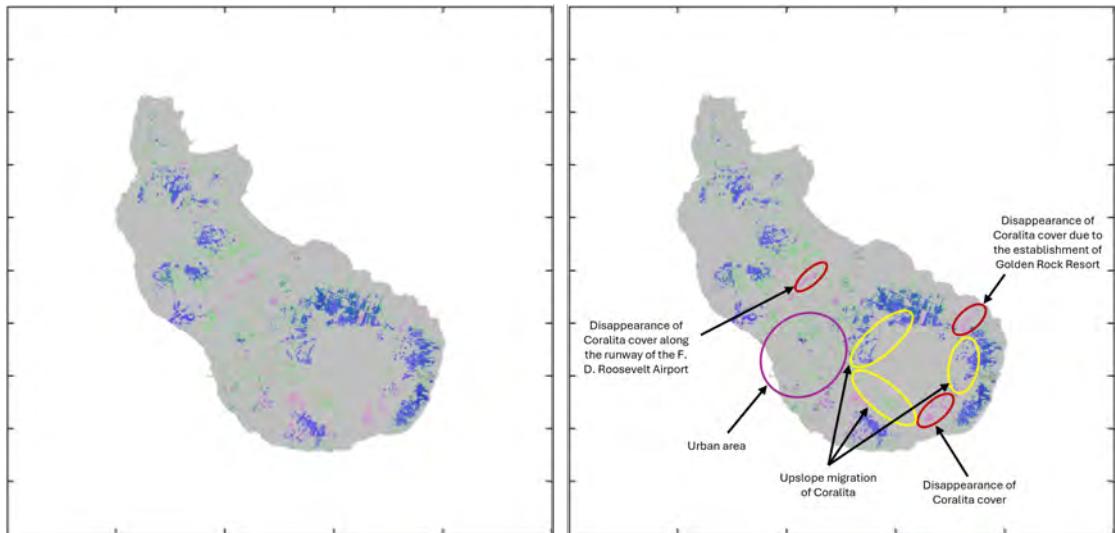 Disappearance of
Coralita cover due to
the establishment of
Golden Rock Resort
Disappearance of
Coralita cover along
the runway of the F.
D. Roosevelt Airport
Urban area
Upslope migration
of Coralita
Disappearance of
Coralita cover